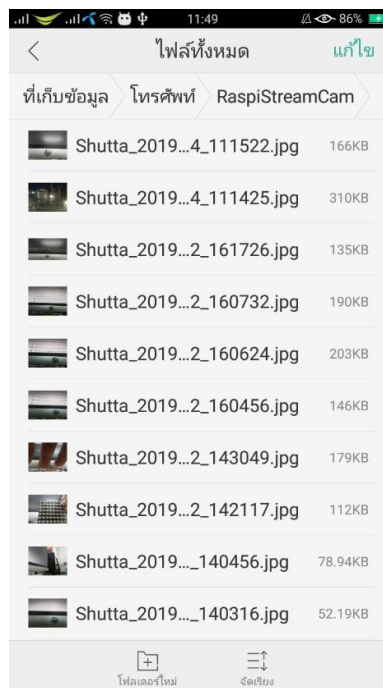 11:49 86%
ไฟล์ทั้งหมด แก้ไข
ที่เก็บข้อมูล โทรศัพท์ RaspiStreamCam
Shutta_2019...4_111522.jpg 166KB
Shutta_2019...4_111425.jpg 310KB
Shutta_2019...2_161726.jpg 135KB
Shutta_2019...2_160732.jpg 190KB
Shutta_2019...2_160624.jpg 203KB
Shutta_2019...2_160456.jpg 146KB
Shutta_2019...2_143049.jpg 179KB
Shutta_2019...2_142117.jpg 112KB
Shutta_2019..._140456.jpg 78.94KB
Shutta_2019..._140316.jpg 52.19KB
โฟลเดอร์ใหม่ จัดเรียง